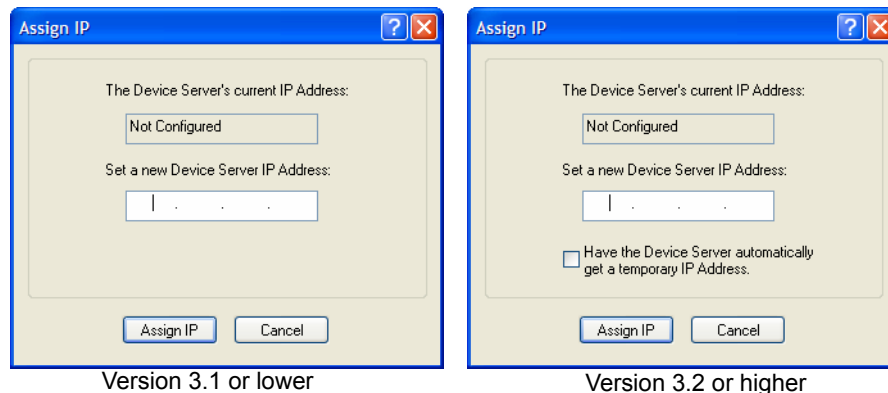 Assign IP
The Device Server's current IP Address:
Not Configured
Set a new Device Server IP Address:
. . .
Assign IP Cancel
Version 3.1 or lower
Assign IP
The Device Server's current IP Address:
Not Configured
Set a new Device Server IP Address:
. . .
Have the Device Server automatically
get a temporary IP Address.
Assign IP Cancel
Version 3.2 or higher